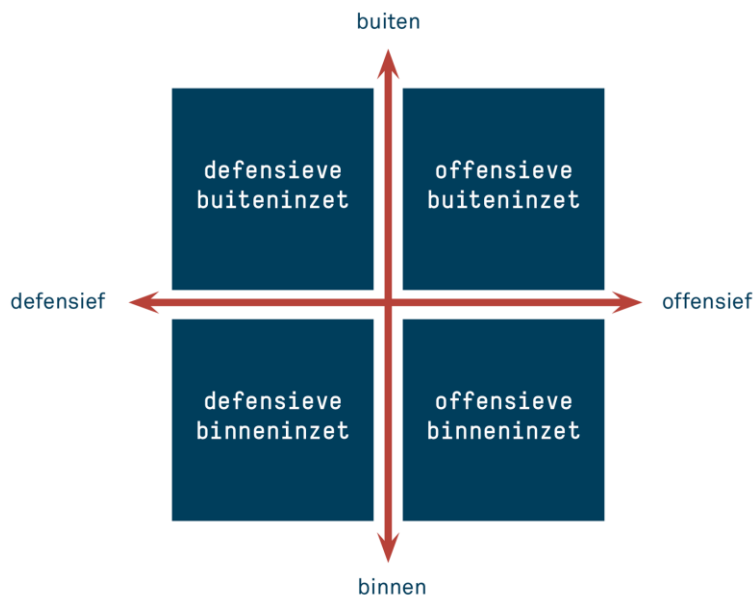 buiten
defensieve
buiteninzet
offensieve
buiteninzet
defensief
offensief
defensieve
binneninzet
offensieve
binneninzet
binnen